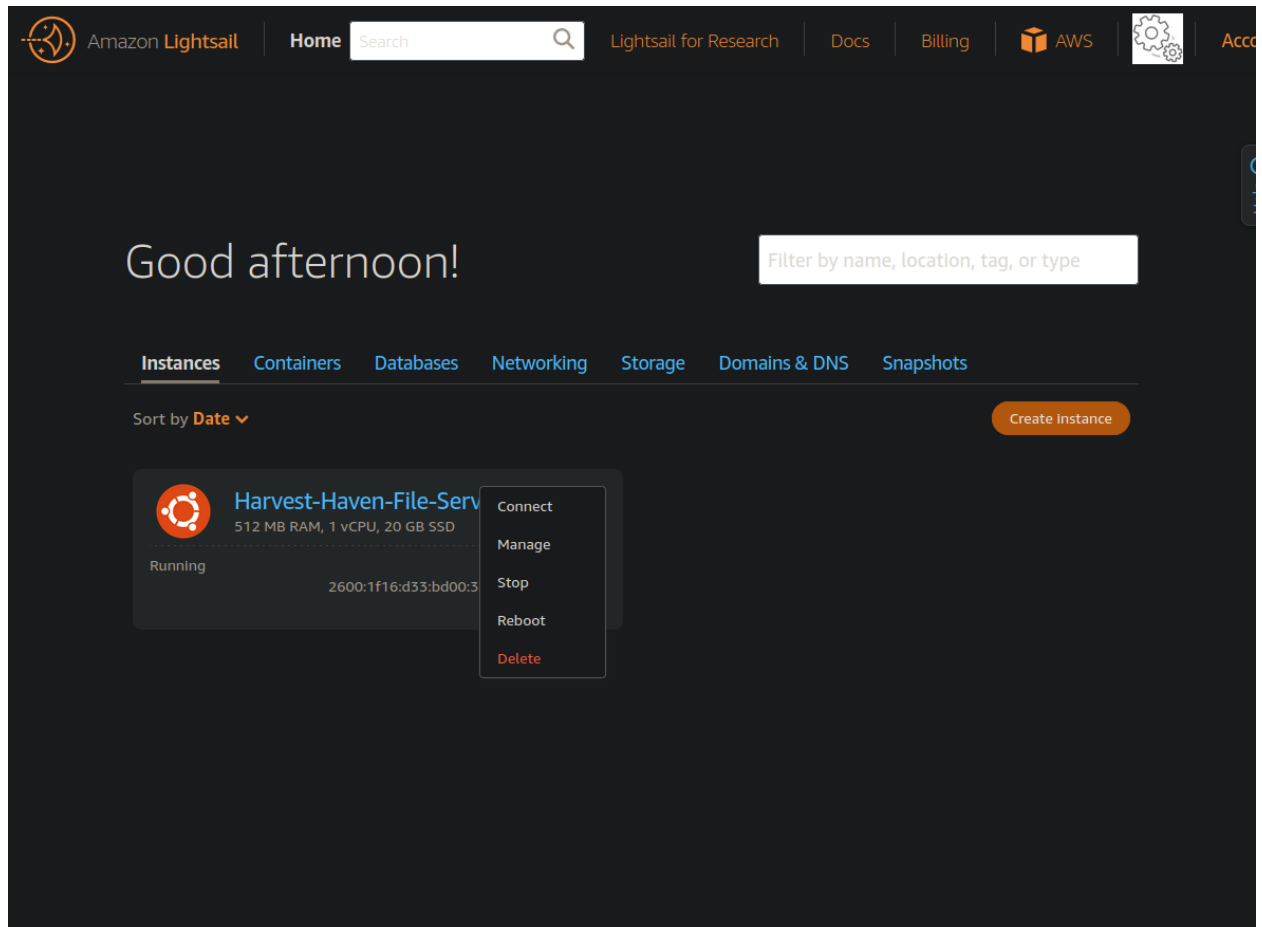 Amazon Lightsail Home Search Lightsail for Research Docs Billing AWS
Good afternoon!
Filter by name, location, tag, or type
Instances Containers Databases Networking Storage Domains & DNS Snapshots
Sort by Date
Create instance
Harvest-Haven-File-Serv
512 MB RAM, 1 vCPU, 20 GB SSD
Running
2600:1f16:d33:bd00:3
Connect
Manage
Stop
Reboot
Delete